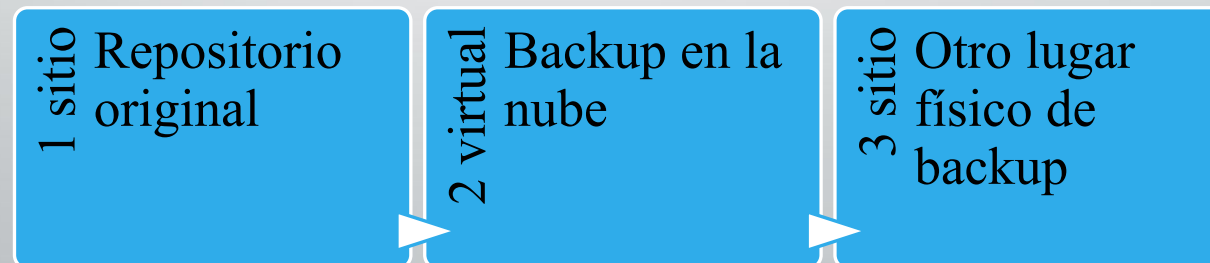 1 sitio
Repositorio
original
2 virtual
Backup en la
nube
3 sitio
Otro lugar
físico de
backup